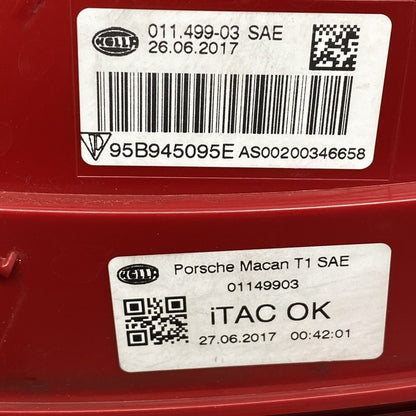 HELLA 011.499-03 SAE
26.06.2017
95B945095E AS00200346658
HELLA Porsche Macan T1 SAE
01149903
iTAC OK
27.06.2017 00:42:01